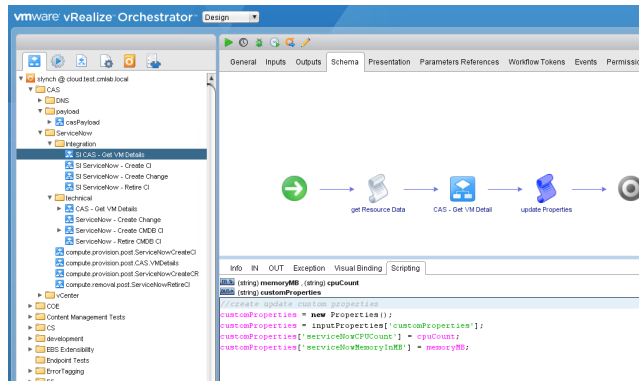 vmware vRealize Orchestrator Design
slynch @ cloud.test.cmlab.local
CAS
DNS
payload
casPayload
ServiceNow
Integration
SI CAS - Get VM Details
SI ServiceNow - Create CI
SI ServiceNow - Create Change
SI ServiceNow - Retire CI
technical
CAS - Get VM Details
ServiceNow - Create Change
ServiceNow - Create CMDB CI
ServiceNow - Retire CMDB CI
compute.provision.post.ServiceNowCreateCI
compute.provision.post.CAS.VMDetails
compute.provision.post.ServiceNowCreateCR
compute.removal.post.ServiceNowRetireCI
vCenter
COE
Content Management Tests
CS
development
EBS Extensibility
Endpoint Tests
ErrorTagging
General Inputs Outputs Schema Presentation Parameters References Workflow Tokens Events Permissio
get Resource Data CAS - Get VM Detail update Properties
Info IN OUT Exception Visual Binding Scripting
IN (string) memoryMB , (string) cpuCount
OUT (string) customProperties
//create update custom properties
customProperties = new Properties();
customProperties = inputProperties['customProperties'];
customProperties['serviceNowCPUCount'] = cpuCount;
customProperties['serviceNowMemoryInMB'] = memoryMB;